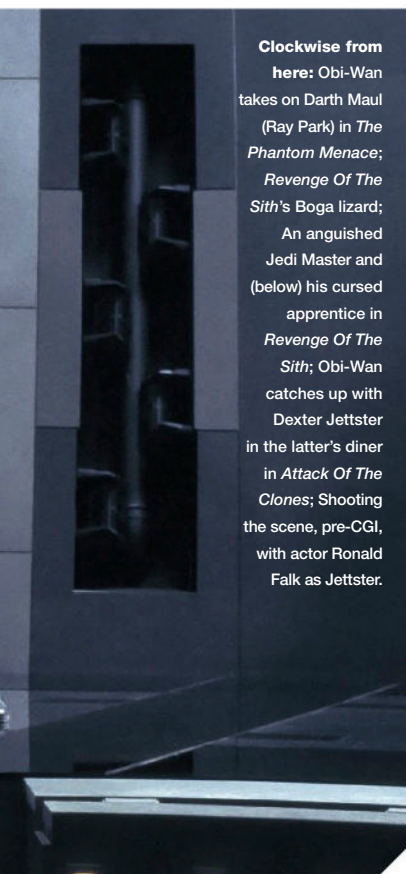 Clockwise from
here: Obi-Wan
takes on Darth Maul
(Ray Park) in The
Phantom Menace;
Revenge Of The
Sith's Boga lizard;
An anguished
Jedi Master and
(below) his cursed
apprentice in
Revenge Of The
Sith; Obi-Wan
catches up with
Dexter Jettster
in the latter's diner
in Attack Of The
Clones; Shooting
the scene, pre-CGI,
with actor Ronald
Falk as Jettster.